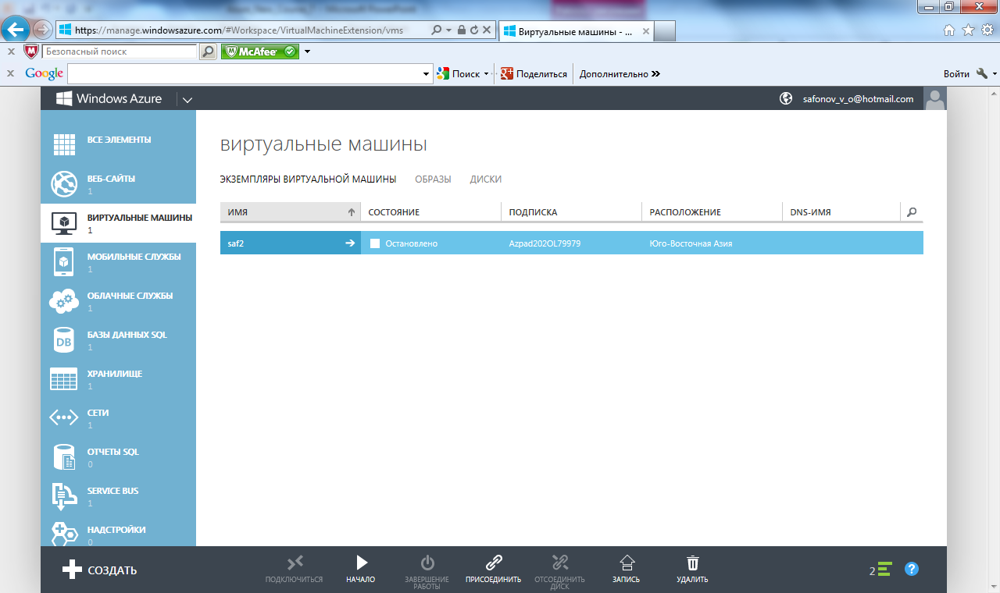 https://manage.windowsazure.com/#Workspace/VirtualMachineExtension/vms
Виртуальные машины - ...
Безопасный поиск
McAfee
Google
Поиск
Поделиться
Дополнительно
Войти
Windows Azure
safonov_v_o@hotmail.com
ВСЕ ЭЛЕМЕНТЫ
ВЕБ-САЙТЫ
1
ВИРТУАЛЬНЫЕ МАШИНЫ
1
МОБИЛЬНЫЕ СЛУЖБЫ
1
ОБЛАЧНЫЕ СЛУЖБЫ
1
DB
БАЗЫ ДАННЫХ SQL
1
ХРАНИЛИЩЕ
1
СЕТИ
1
ОТЧЕТЫ SQL
0
SERVICE BUS
1
НАДСТРОЙКИ
0
виртуальные машины
ЭКЗЕМПЛЯРЫ ВИРТУАЛЬНОЙ МАШИНЫ ОБРАЗЫ ДИСКИ
ИМЯ СОСТОЯНИЕ ПОДПИСКА РАСПОЛОЖЕНИЕ DNS-ИМЯ
saf2 Остановлено Azpad202OL79979 Юго-Восточная Азия
СОЗДАТЬ
ПОДКЛЮЧИТЬСЯ
НАЧАЛО
ЗАВЕРШЕНИЕ
РАБОТЫ
ПРИСОЕДИНИТЬ
ОТСОЕДИНИТЬ
ДИСК
ЗАПИСЬ
УДАЛИТЬ
2
?